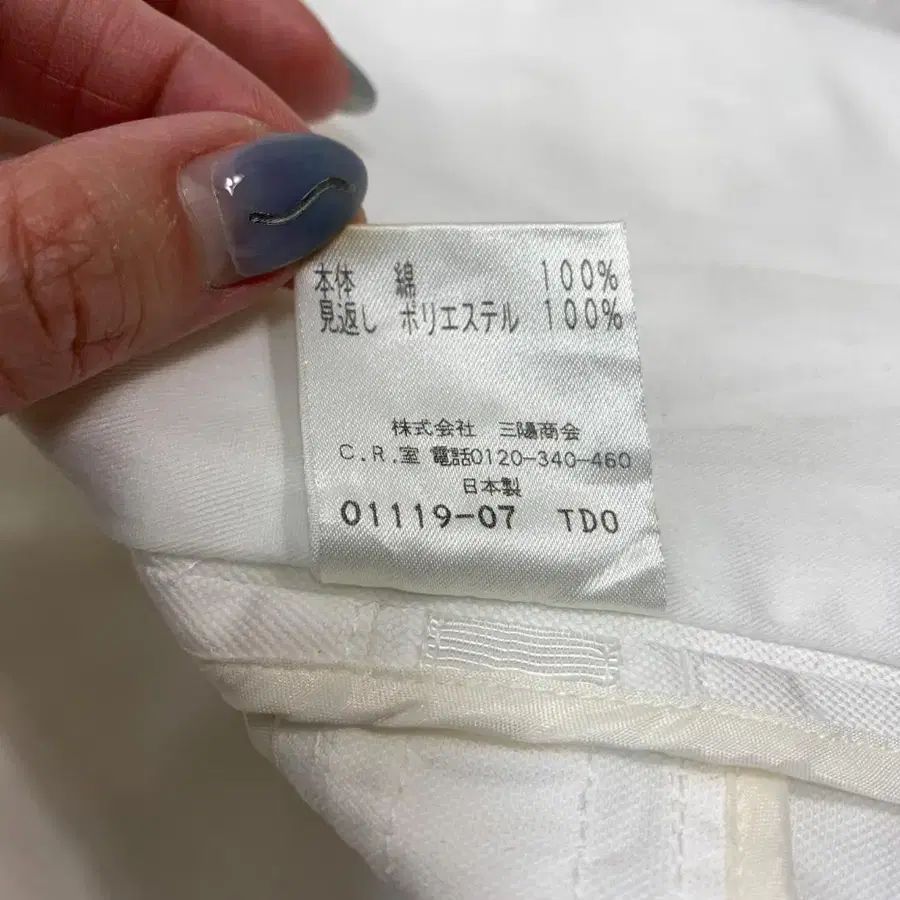 本体 綿 100%
見返し ポリエステル 100%
株式会社 三陽商会
C.R.室 電話0120-340-460
日本製
01119-07 TDO